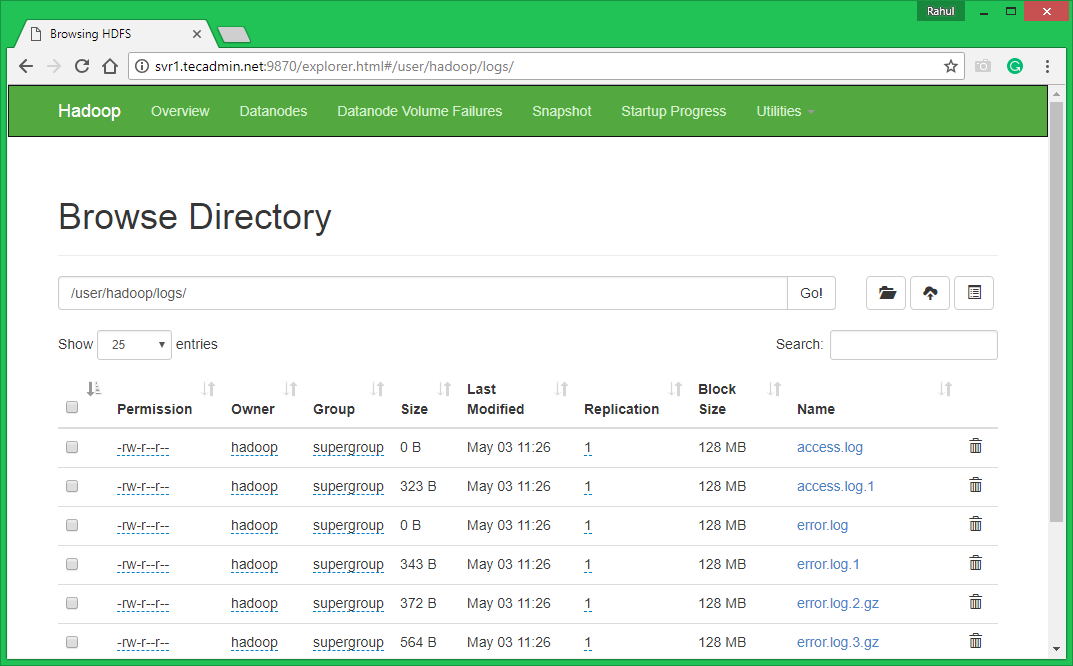 Rahul
Browsing HDFS
svr1.tecadmin.net:9870/explorer.html#/user/hadoop/logs/
Hadoop Overview Datanodes Datanode Volume Failures Snapshot Startup Progress Utilities
Browse Directory
/user/hadoop/logs/ Go!
Show 25 entries Search:
Permission Owner Group Size Last Modified Replication Block Size Name
-rw-r--r-- hadoop supergroup 0 B May 03 11:26 1 128 MB access.log
-rw-r--r-- hadoop supergroup 323 B May 03 11:26 1 128 MB access.log.1
-rw-r--r-- hadoop supergroup 0 B May 03 11:26 1 128 MB error.log
-rw-r--r-- hadoop supergroup 343 B May 03 11:26 1 128 MB error.log.1
-rw-r--r-- hadoop supergroup 372 B May 03 11:26 1 128 MB error.log.2.gz
-rw-r--r-- hadoop supergroup 564 B May 03 11:26 1 128 MB error.log.3.gz